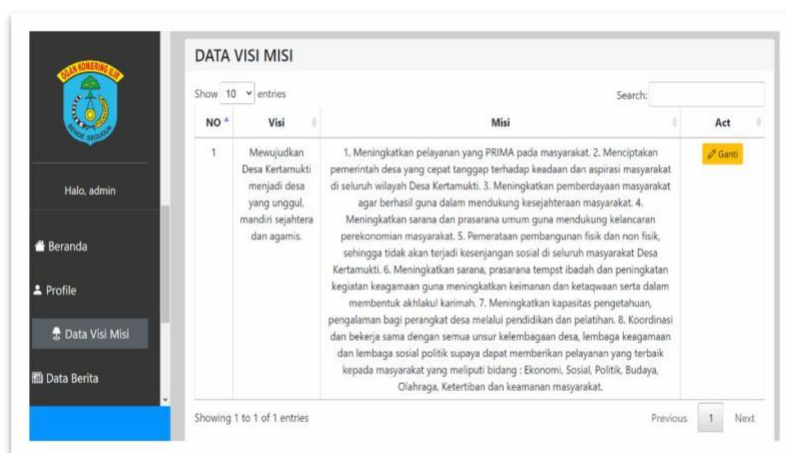 OGAN KOMERING ILIR
BENDE SEGUGUK
Halo, admin
Beranda
Profile
Data Visi Misi
Data Berita
DATA VISI MISI
Show 10 entries
Search:
NO Visi Misi Act
1
Mewujudkan
Desa Kertamukti
menjadi desa
yang unggul,
mandiri sejahtera
dan agamis.
1. Meningkatkan pelayanan yang PRIMA pada masyarakat. 2. Menciptakan
pemerintah desa yang cepat tanggap terhadap keadaan dan aspirasi masyarakat
di seluruh wilayah Desa Kertamukti. 3. Meningkatkan pemberdayaan masyarakat
agar berhasil guna dalam mendukung kesejahteraan masyarakat. 4.
Meningkatkan sarana dan prasarana umum guna mendukung kelancaran
perekonomian masyarakat. 5. Pemerataan pembangunan fisik dan non fisik,
sehingga tidak akan terjadi kesenjangan sosial di seluruh masyarakat Desa
Kertamukti. 6. Meningkatkan sarana, prasarana tempst ibadah dan peningkatan
kegiatan keagamaan guna meningkatkan keimanan dan ketaqwaan serta dalam
membentuk akhlakul karimah. 7. Meningkatkan kapasitas pengetahuan,
pengalaman bagi perangkat desa melalui pendidikan dan pelatihan. 8. Koordinasi
dan bekerja sama dengan semua unsur kelembagaan desa, lembaga keagamaan
dan lembaga sosial politik supaya dapat memberikan pelayanan yang terbaik
kepada masyarakat yang meliputi bidang : Ekonomi, Sosial, Politik, Budaya,
Olahraga, Ketertiban dan keamanan masyarakat.
Ganti
Showing 1 to 1 of 1 entries
Previous 1 Next